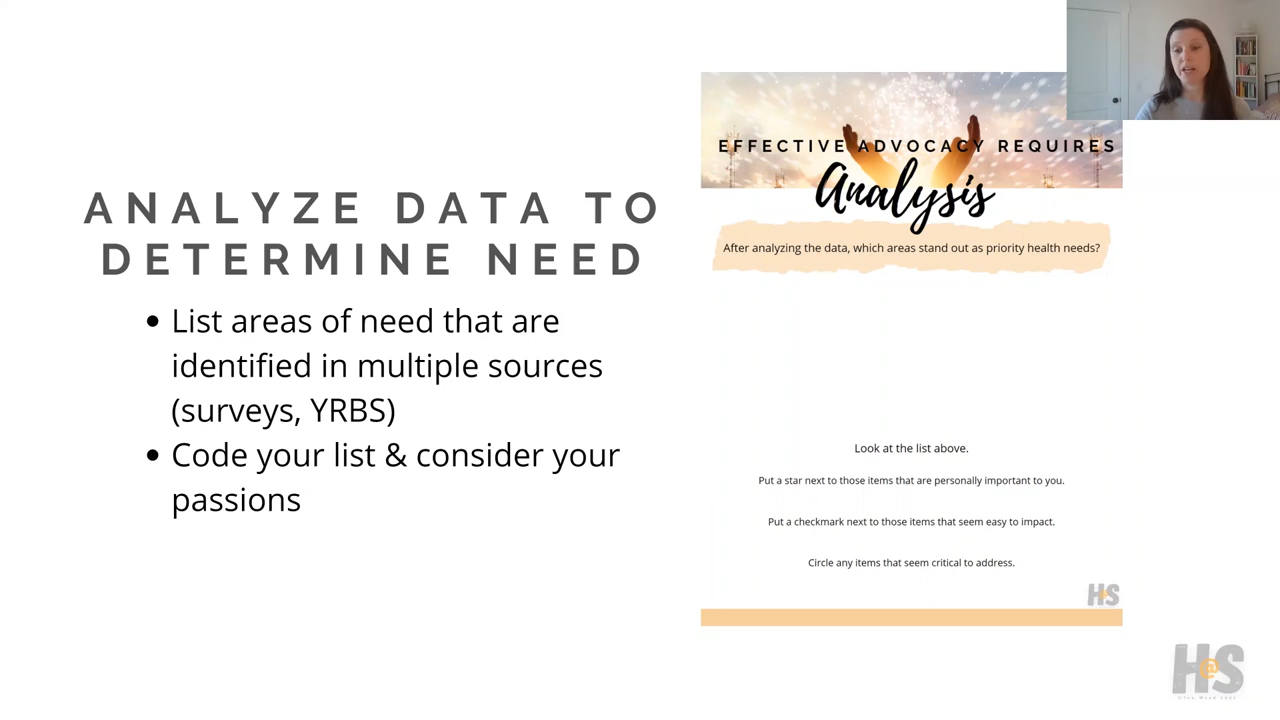 ANALYZE DATA TO
DETERMINE NEED
• List areas of need that are
identified in multiple sources
(surveys, YRBS)
• Code your list & consider your
passions
EFFECTIVE ADVOCACY REQUIRES
Analysis
After analyzing the data, which areas stand out as priority health needs?
Look at the list above.
Put a star next to those items that are personally important to you.
Put a checkmark next to those items that seem easy to impact.
Circle any items that seem critical to address.
H@S
H@S